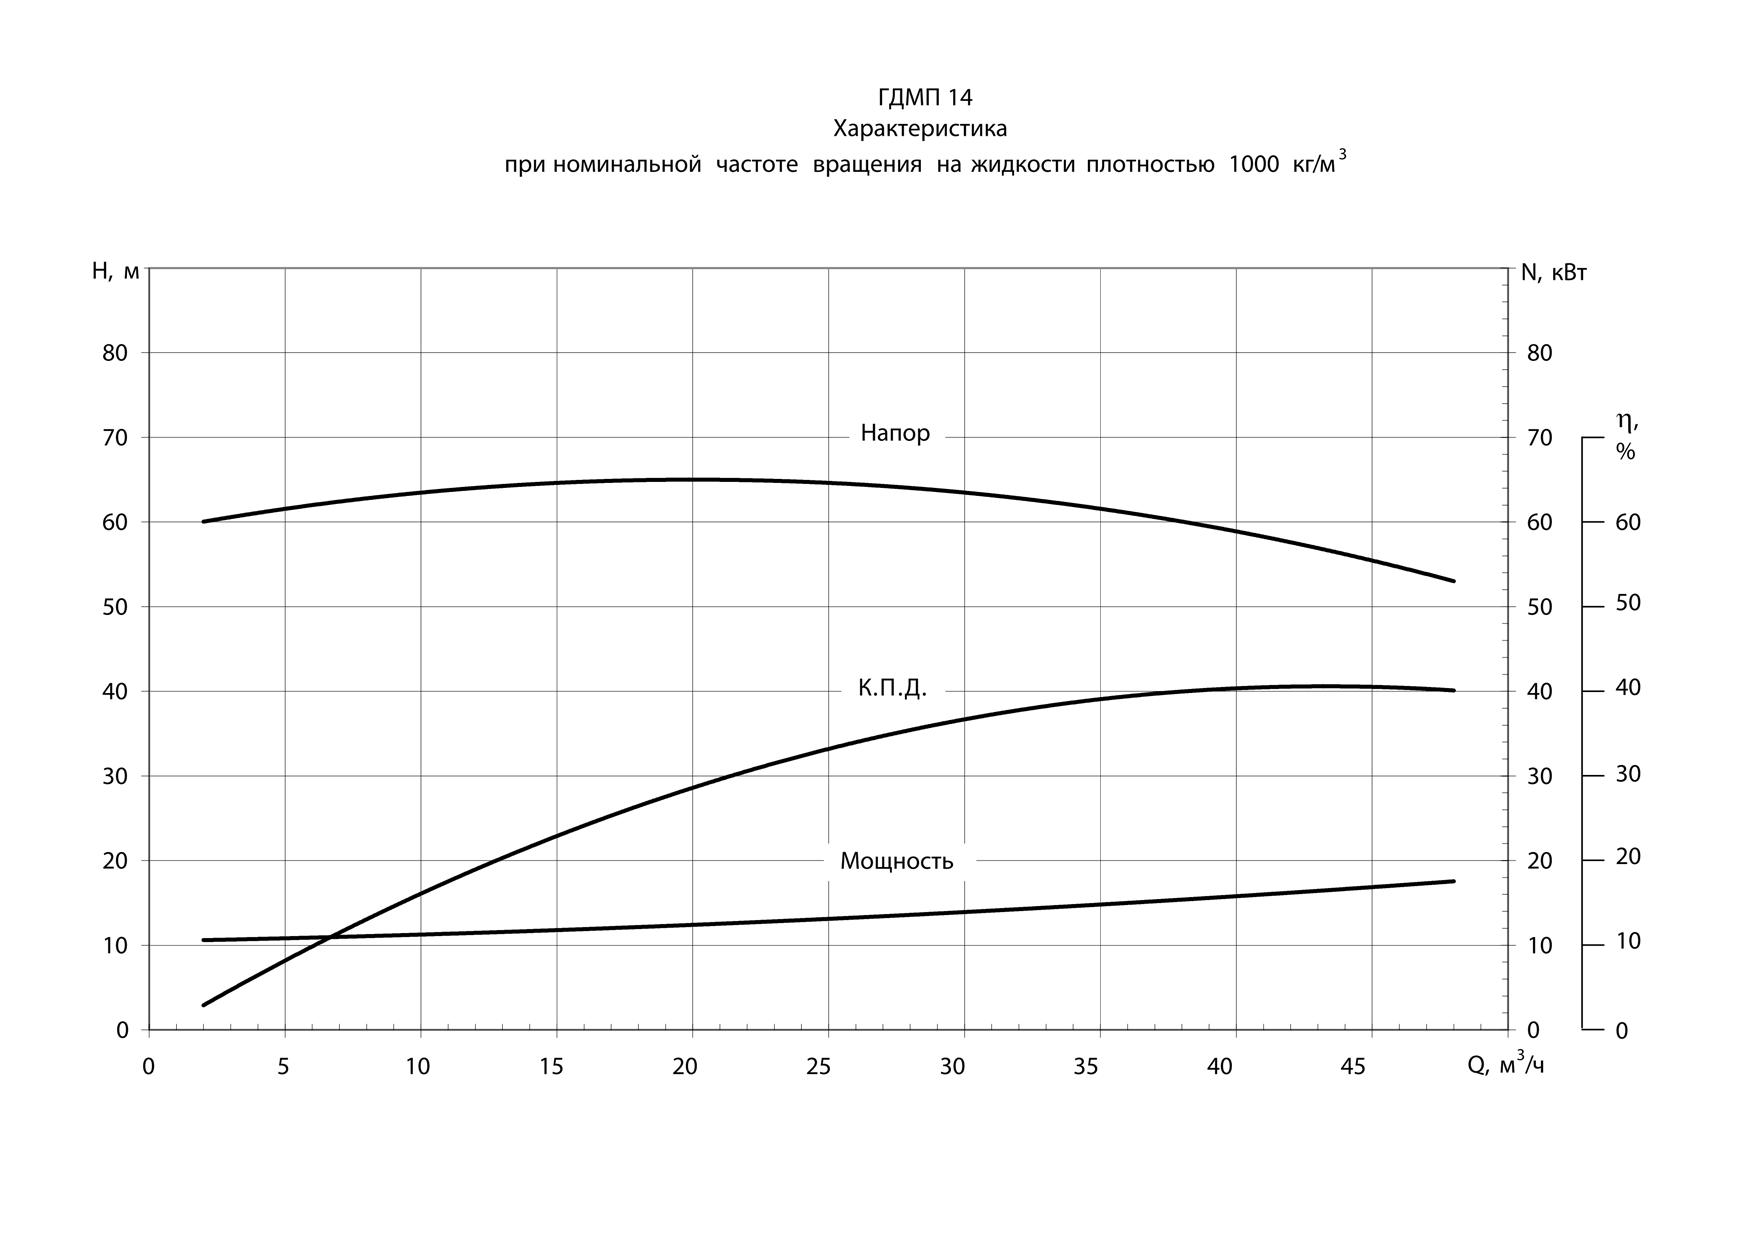 ГДМП 14
Характеристика
при номинальной частоте вращения на жидкости плотностью 1000 кг/м³
Н, м
N, кВт
80
80
η,
70
Напор
70
%
60
60
60
50
50
50
40
К.П.Д.
40
40
30
30
30
20
Мощность
20
20
10
10
10
0
0
0
0 5 10 15 20 25 30 35 40 45 Q, м³/ч